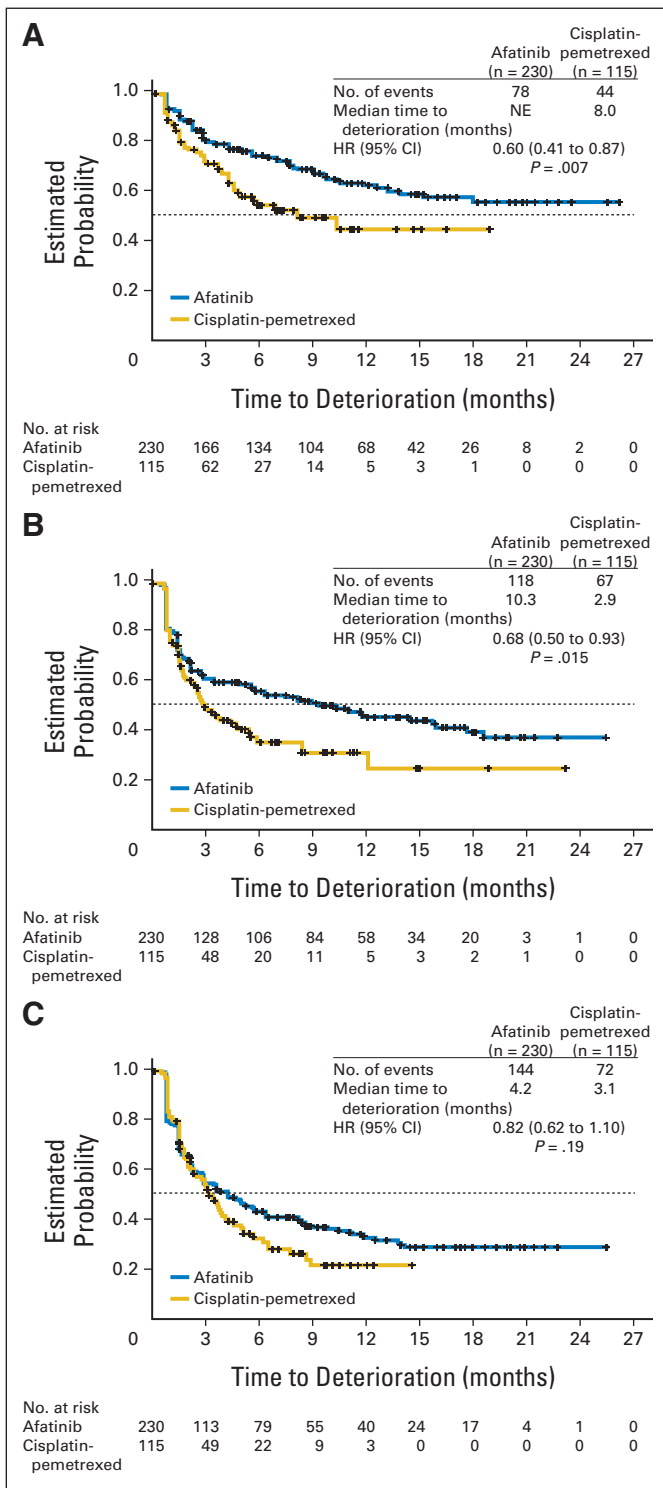 A
Cisplatin-
Afatinib pemetrexed
(n = 230) (n = 115)
No. of events 78 44
Median time to NE 8.0
deterioration (months)
HR (95% CI) 0.60 (0.41 to 0.87)
P = .007
1.0
0.8
0.6
0.4
0.2
Estimated
Probability
Afatinib
Cisplatin-pemetrexed
0 3 6 9 12 15 18 21 24 27
Time to Deterioration (months)
No. at risk
Afatinib 230 166 134 104 68 42 26 8 2 0
Cisplatin- 115 62 27 14 5 3 1 0 0 0
pemetrexed
B
Cisplatin-
Afatinib pemetrexed
(n = 230) (n = 115)
No. of events 118 67
Median time to 10.3 2.9
deterioration (months)
HR (95% CI) 0.68 (0.50 to 0.93)
P = .015
1.0
0.8
0.6
0.4
0.2
Estimated
Probability
Afatinib
Cisplatin-pemetrexed
0 3 6 9 12 15 18 21 24 27
Time to Deterioration (months)
No. at risk
Afatinib 230 128 106 84 58 34 20 3 1 0
Cisplatin- 115 48 20 11 5 3 2 1 0 0
pemetrexed
C
Cisplatin-
Afatinib pemetrexed
(n = 230) (n = 115)
No. of events 144 72
Median time to 4.2 3.1
deterioration (months)
HR (95% CI) 0.82 (0.62 to 1.10)
P = .19
1.0
0.8
0.6
0.4
0.2
Estimated
Probability
Afatinib
Cisplatin-pemetrexed
0 3 6 9 12 15 18 21 24 27
Time to Deterioration (months)
No. at risk
Afatinib 230 113 79 55 40 24 17 4 1 0
Cisplatin- 115 49 22 9 3 0 0 0 0 0
pemetrexed